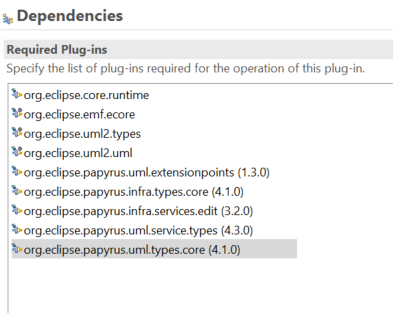 Dependencies
Required Plug-ins
Specify the list of plug-ins required for the operation of this plug-in.
org.eclipse.core.runtime
org.eclipse.emf.ecore
org.eclipse.uml2.types
org.eclipse.uml2.uml
org.eclipse.papyrus.uml.extensionpoints (1.3.0)
org.eclipse.papyrus.infra.types.core (4.1.0)
org.eclipse.papyrus.infra.services.edit (3.2.0)
org.eclipse.papyrus.uml.service.types (4.3.0)
org.eclipse.papyrus.uml.types.core (4.1.0)